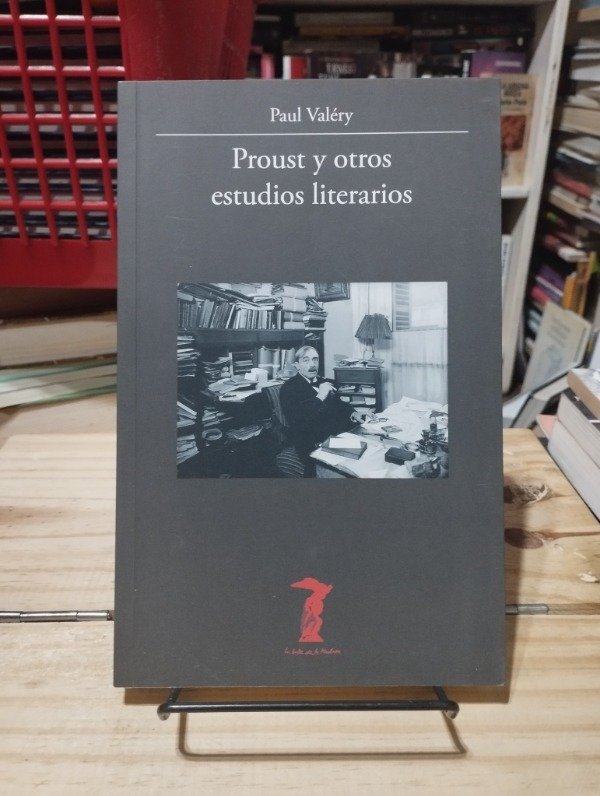 Paul Valéry
Proust y otros
estudios literarios
la balsa de la Medusa